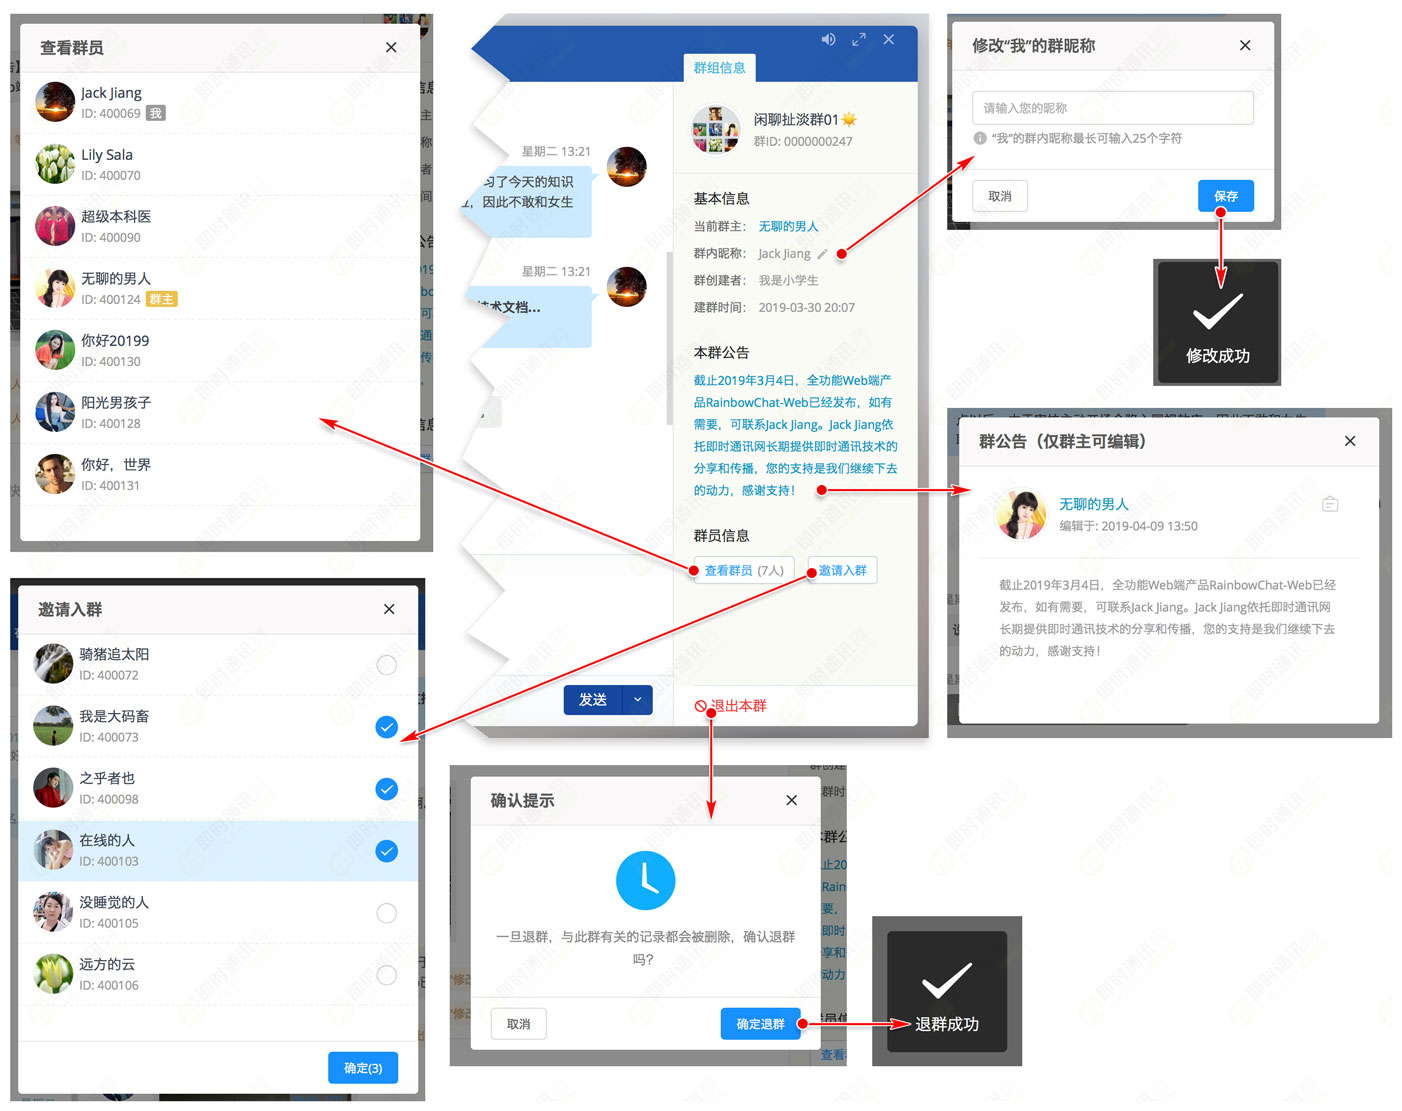 查看群员
Jack Jiang
ID: 400069 我
Lily Sala
ID: 400070
超级本科医
ID: 400090
无聊的男人
ID: 400124 群主
你好20199
ID: 400130
阳光男孩子
ID: 400128
你好，世界
ID: 400131
群组信息
闲聊扯淡群01
群ID: 0000000247
星期二 13:21
习了今天的知识
，因此不敢和女生
星期二 13:21
技术文档...
基本信息
当前群主： 无聊的男人
群内昵称： Jack Jiang
群创建者： 我是小学生
建群时间： 2019-03-30 20:07
本群公告
截止2019年3月4日，全功能Web端产
品RainbowChat-Web已经发布，如有
需要，可联系Jack Jiang。Jack Jiang依
托即时通讯网长期提供即时通讯技术的
分享和传播，您的支持是我们继续下去
的动力，感谢支持！
群员信息
查看群员 (7人) 邀请入群
发送
退出本群
修改“我”的群昵称
请输入您的昵称
“我”的群内昵称最长可输入25个字符
取消 保存
修改成功
群公告（仅群主可编辑）
无聊的男人
编辑于: 2019-04-09 13:50
截止2019年3月4日，全功能Web端产品RainbowChat-Web已经
发布，如有需要，可联系Jack Jiang。Jack Jiang依托即时通讯网
长期提供即时通讯技术的分享和传播，您的支持是我们继续下去
的动力，感谢支持！
邀请入群
骑猪追太阳
ID: 400072
我是大码畜
ID: 400073
之乎者也
ID: 400098
在线的人
ID: 400103
没睡觉的人
ID: 400105
远方的云
ID: 400106
确定(3)
确认提示
一旦退群，与此群有关的记录都会被删除，确认退群
吗？
取消 确定退群
退群成功